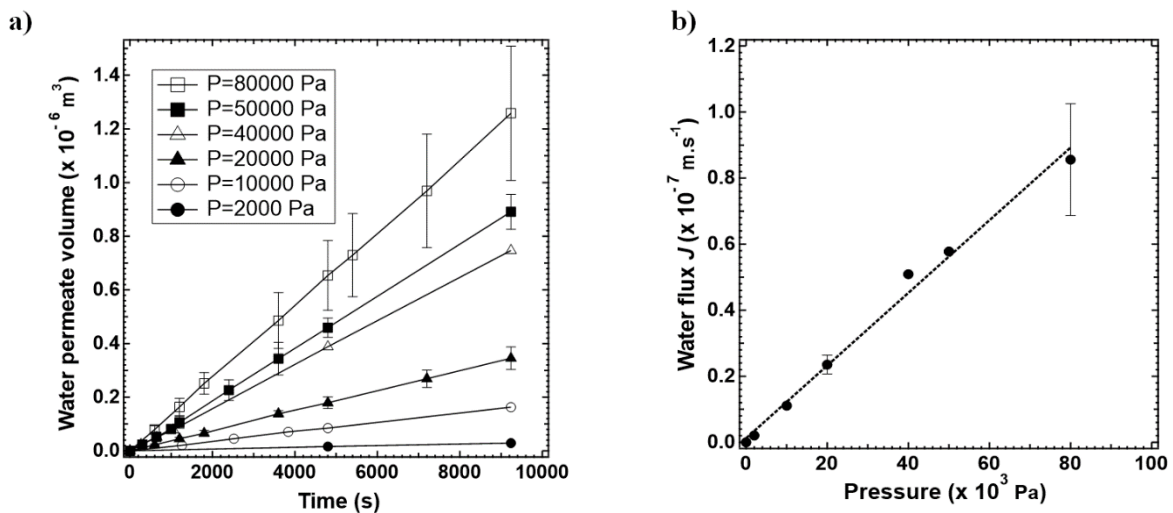 a)
Water permeate volume (x 10⁻⁶ m³)
1.4
1.2
1.0
0.8
0.6
0.4
0.2
0.0
P=80000 Pa
P=50000 Pa
P=40000 Pa
P=20000 Pa
P=10000 Pa
P=2000 Pa
0 2000 4000 6000 8000 10000
Time (s)
b)
Water flux J (x 10⁻⁷ m.s⁻¹)
1.2
1.0
0.8
0.6
0.4
0.2
0.0
0 20 40 60 80 100
Pressure (x 10³ Pa)